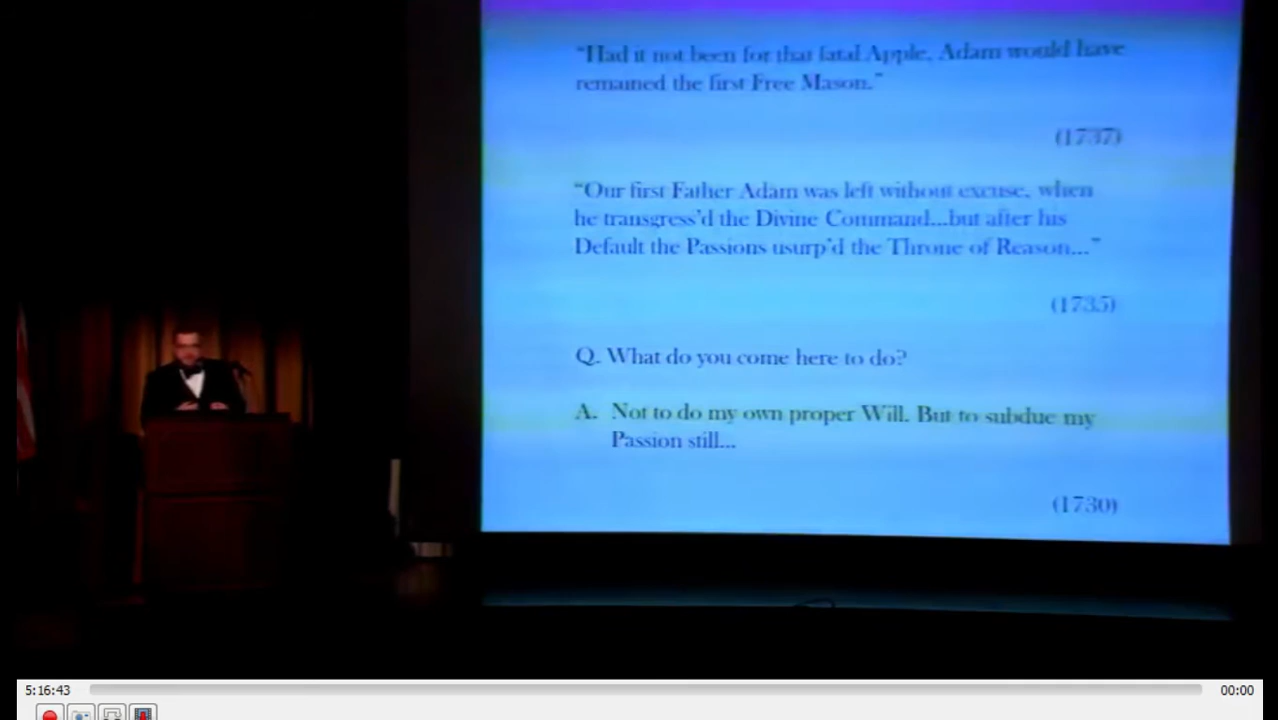 “Had it not been for that fatal Apple, Adam would have
remained the first Free Mason.”
(1737)
“Our first Father Adam was left without excuse, when
he transgress’d the Divine Command...but after his
Default the Passions usurp’d the Throne of Reason...”
(1735)
Q. What do you come here to do?
A. Not to do my own proper Will. But to subdue my
Passion still...
(1730)
5:16:43
00:00